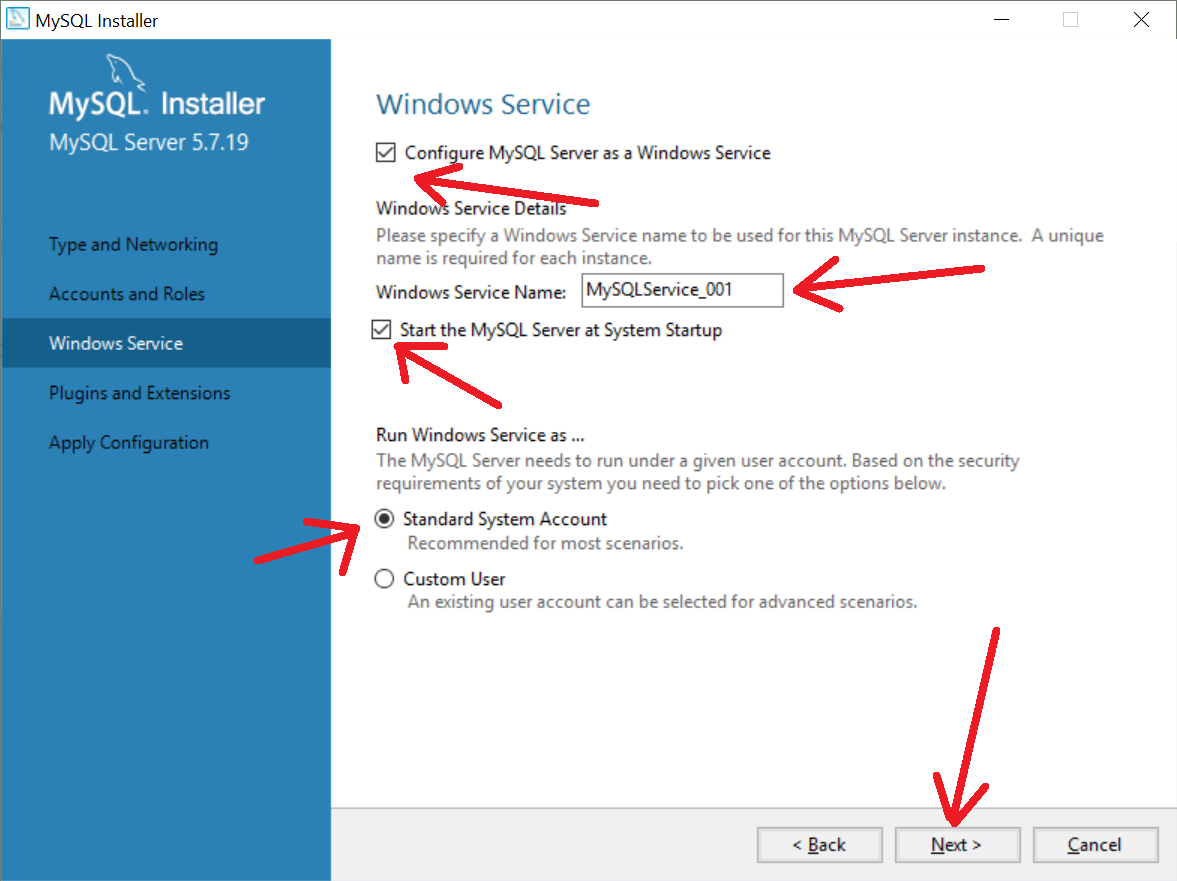 MySQL Installer
MySQL. Installer
MySQL Server 5.7.19
Type and Networking
Accounts and Roles
Windows Service
Plugins and Extensions
Apply Configuration
Windows Service
Configure MySQL Server as a Windows Service
Windows Service Details
Please specify a Windows Service name to be used for this MySQL Server instance.  A unique
name is required for each instance.
Windows Service Name: MySQLService_001
Start the MySQL Server at System Startup
Run Windows Service as ...
The MySQL Server needs to run under a given user account. Based on the security
requirements of your system you need to pick one of the options below.
Standard System Account
Recommended for most scenarios.
Custom User
An existing user account can be selected for advanced scenarios.
< Back Next > Cancel